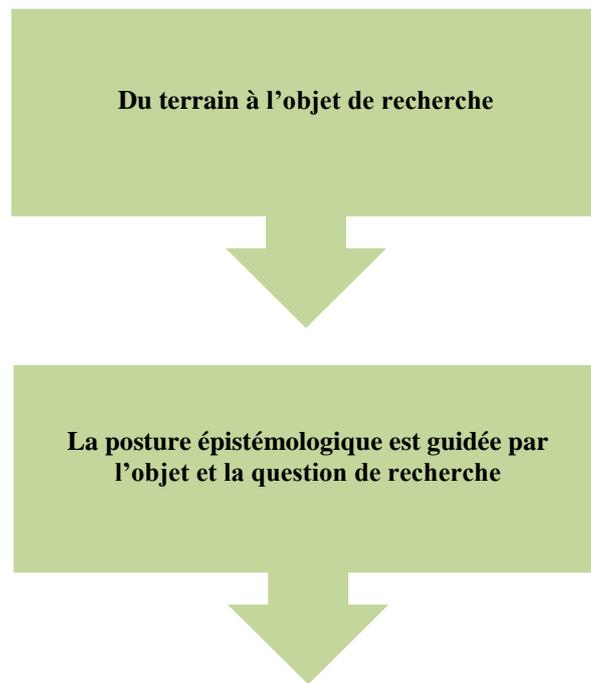 Du terrain à l’objet de recherche
La posture épistémologique est guidée par
l’objet et la question de recherche